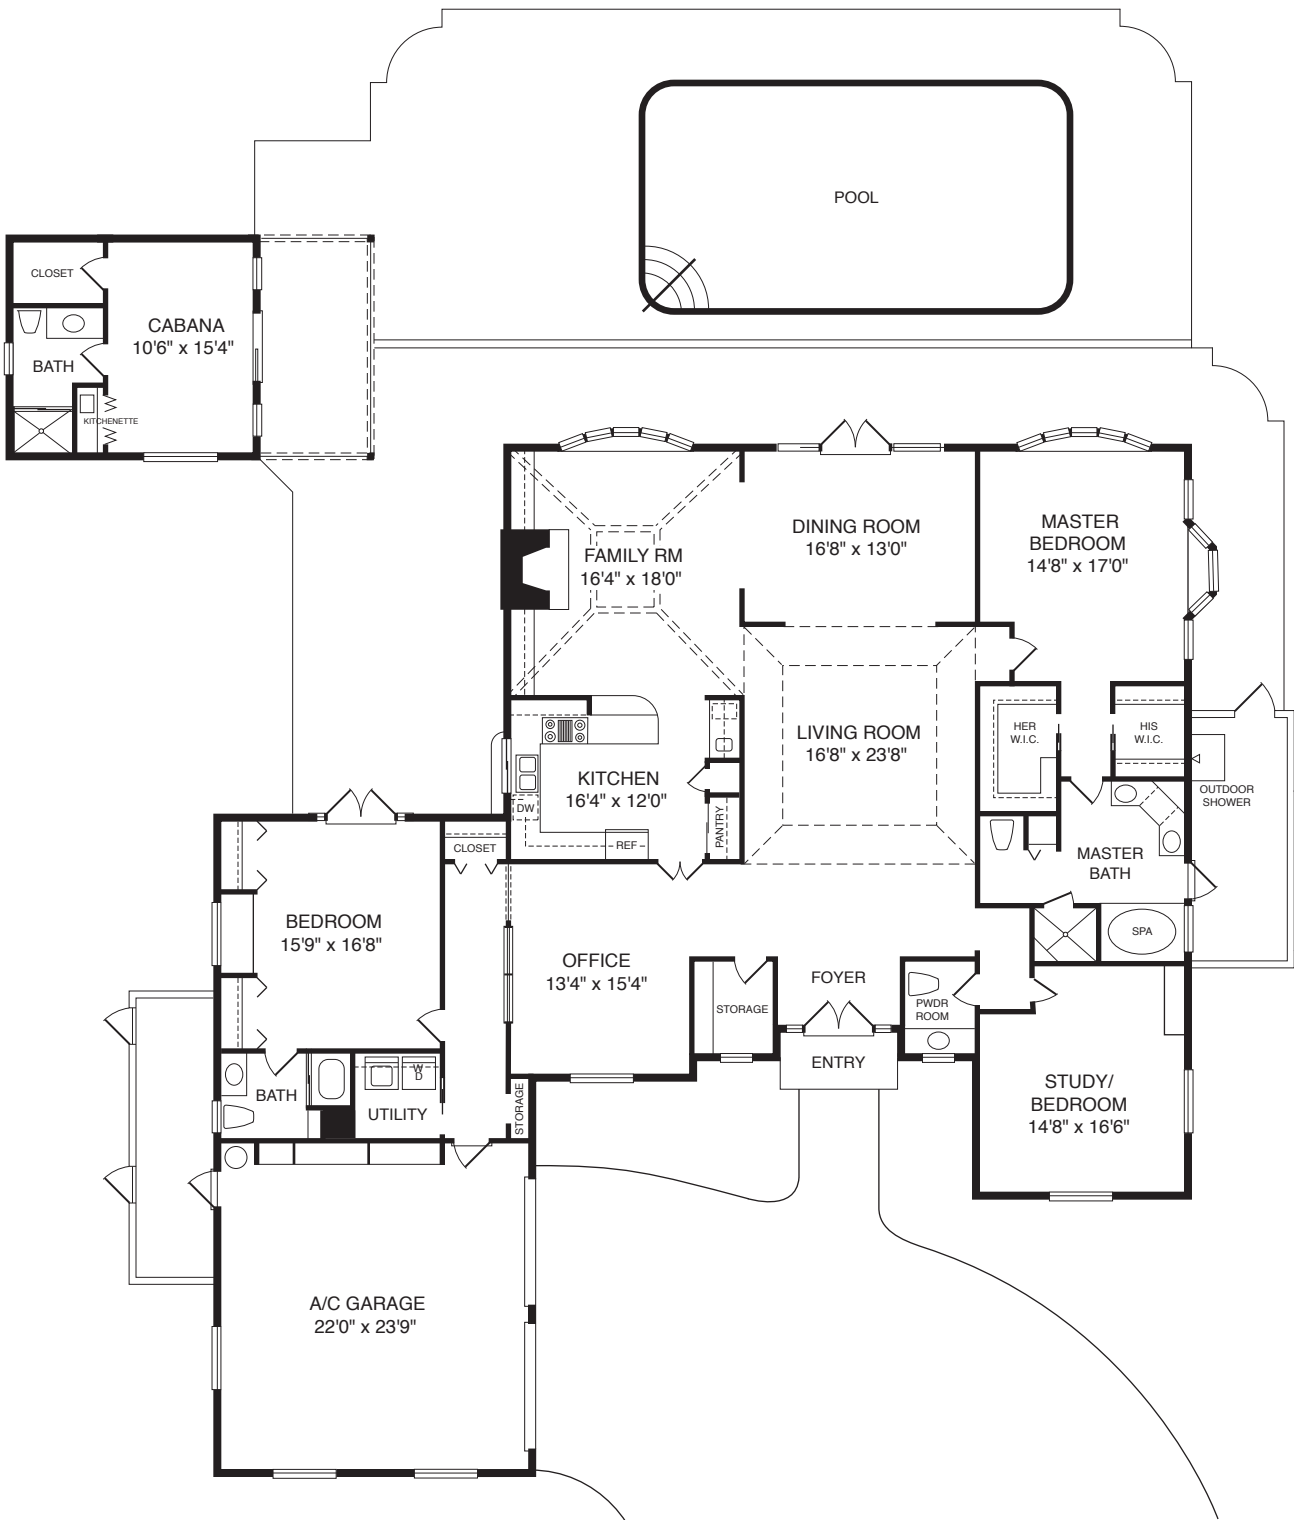 POOL
CLOSET
CABANA
10'6" x 15'4"
BATH
KITCHENETTE
FAMILY RM
16'4" x 18'0"
DINING ROOM
16'8" x 13'0"
MASTER
BEDROOM
14'8" x 17'0"
LIVING ROOM
16'8" x 23'8"
HER
W.I.C.
HIS
W.I.C.
OUTDOOR
SHOWER
KITCHEN
16'4" x 12'0"
DW
REF
PANTRY
CLOSET
MASTER
BATH
SPA
BEDROOM
15'9" x 16'8"
OFFICE
13'4" x 15'4"
STORAGE
FOYER
PWDR
ROOM
ENTRY
BATH
W
D
UTILITY
STORAGE
STUDY/
BEDROOM
14'8" x 16'6"
A/C GARAGE
22'0" x 23'9"